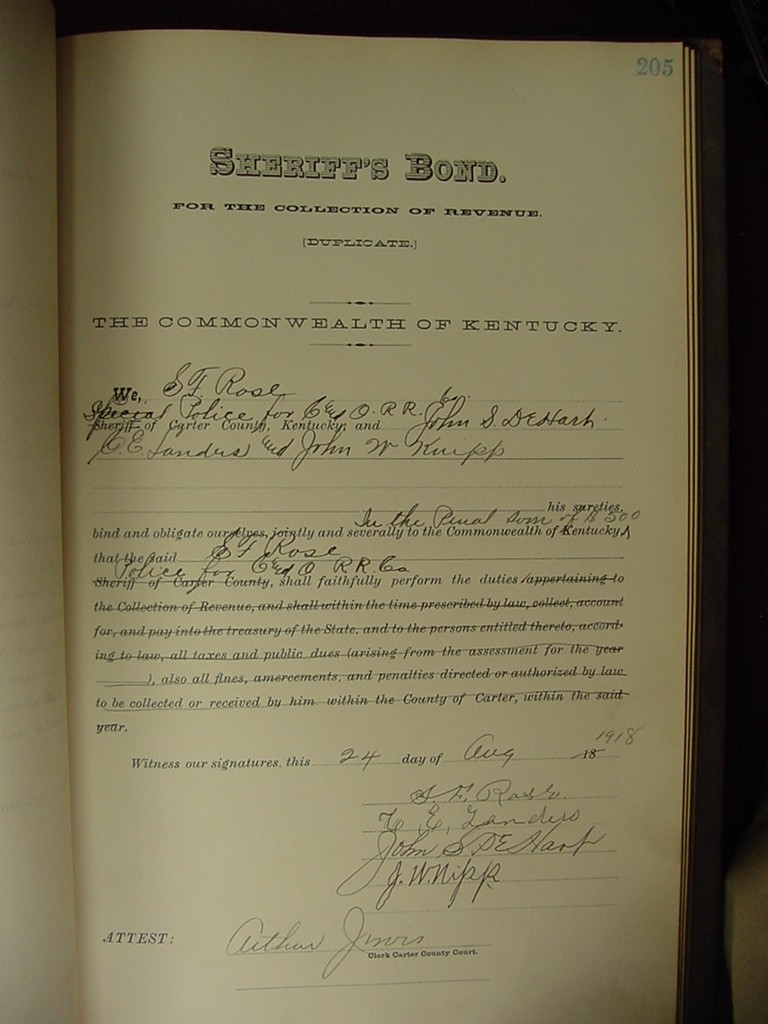 205
SHERIFF'S BOND.
FOR THE COLLECTION OF REVENUE.
[DUPLICATE.]
THE COMMONWEALTH OF KENTUCKY.
We, S F Rose
Special Police for C and O. R R. Co.
Sheriff of Carter County, Kentucky, and John S. DeHart.
C. E. Landers and John W Knipp
his sureties,
In the Penal Sum of $ 500
bind and obligate ourselves, jointly and severally to the Commonwealth of Kentucky
that the said S F Rose
Police for C and O R R. Co
Sheriff of Carter County, shall faithfully perform the duties appertaining to
the Collection of Revenue, and shall within the time prescribed by law, collect, account
for, and pay into the treasury of the State, and to the persons entitled thereto, accord-
ing to law, all taxes and public dues (arising from the assessment for the year
), also all fines, amercements, and penalties directed or authorized by law
to be collected or received by him within the County of Carter, within the said
year.
Witness our signatures, this 24 day of Aug 18 1918
S. F. Rose
C. E. Landers
John S DeHart
J. W. Nipp
ATTEST: Arthur Jarvis
Clerk Carter County Court.